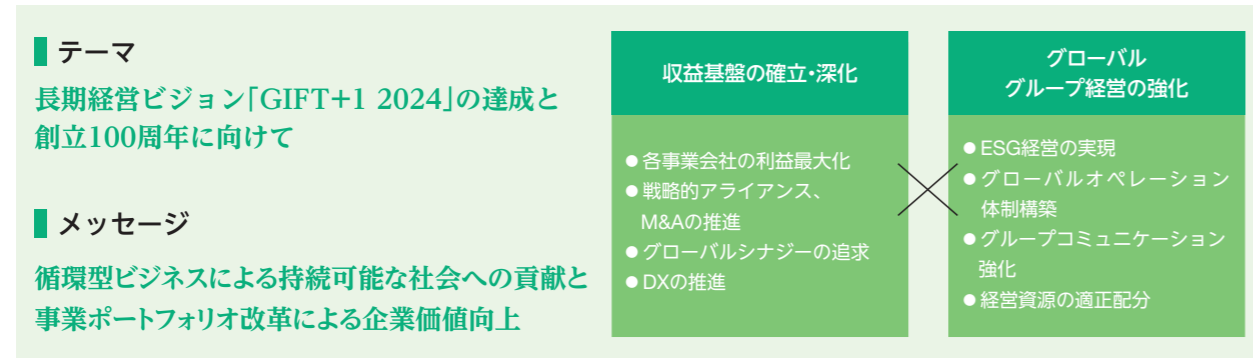 テーマ
長期経営ビジョン「GIFT+1 2024」の達成と
創立100周年に向けて
メッセージ
循環型ビジネスによる持続可能な社会への貢献と
事業ポートフォリオ改革による企業価値向上
収益基盤の確立・深化
●各事業会社の利益最大化
●戦略的アライアンス、
M&Aの推進
●グローバルシナジーの追求
●DXの推進
グローバル
グループ経営の強化
●ESG経営の実現
●グローバルオペレーション
体制構築
●グループコミュニケーション
強化
●経営資源の適正配分